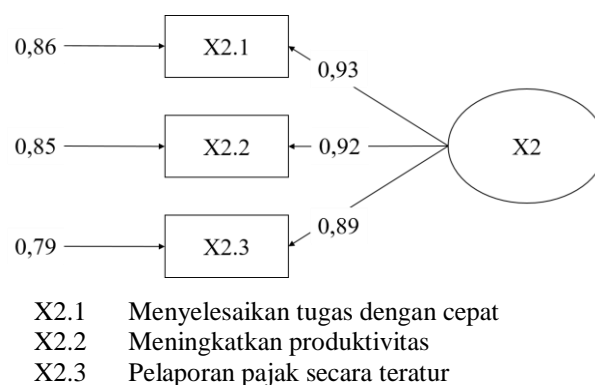 0,86
X2.1
0,93
0,85
X2.2
0,92
X2
0,89
0,79
X2.3
X2.1 Menyelesaikan tugas dengan cepat
X2.2 Meningkatkan produktivitas
X2.3 Pelaporan pajak secara teratur